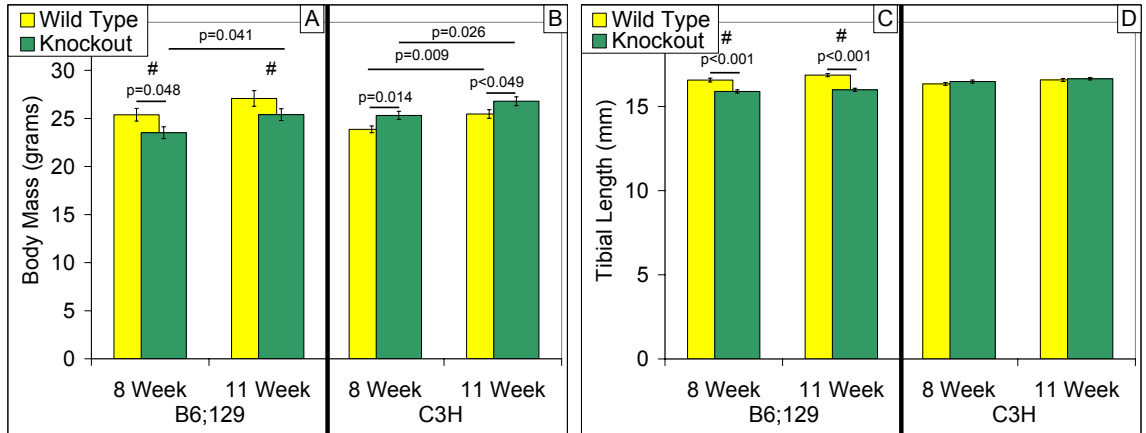 Wild Type
Knockout
A
B
p=0.041
p=0.026
p=0.009
#
#
p=0.048
p=0.014
p<0.049
Body Mass (grams)
30
25
20
15
10
5
0
8 Week
11 Week
8 Week
11 Week
B6;129
C3H
Wild Type
Knockout
C
D
#
#
p<0.001
p<0.001
Tibial Length (mm)
20
15
10
5
0
8 Week
11 Week
8 Week
11 Week
B6;129
C3H